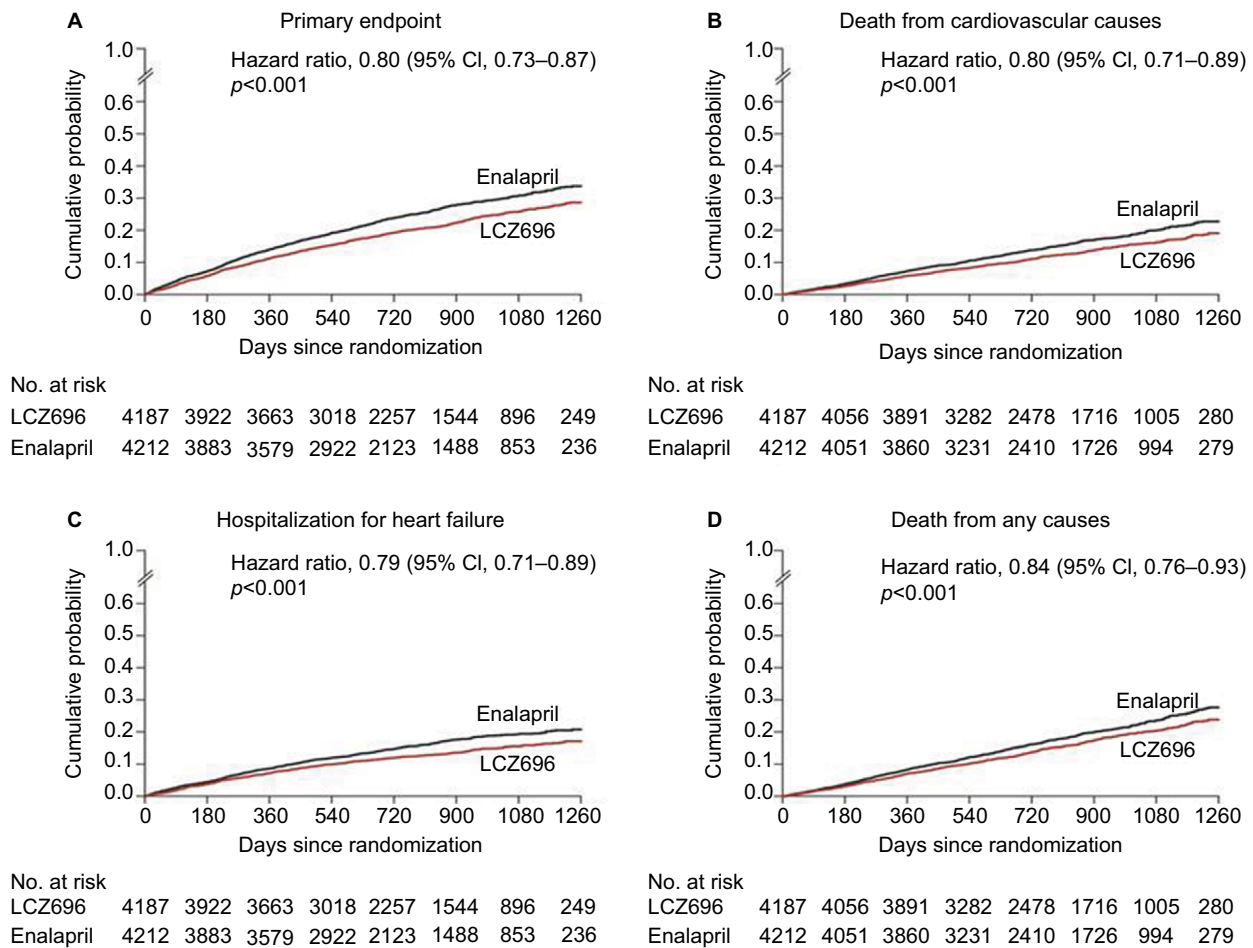 A Primary endpoint
Hazard ratio, 0.80 (95% CI, 0.73–0.87)
p<0.001
Cumulative probability
1.0
0.6
0.5
0.4
0.3
0.2
0.1
0.0
Enalapril
LCZ696
0 180 360 540 720 900 1080 1260
Days since randomization
No. at risk
LCZ696 4187 3922 3663 3018 2257 1544 896 249
Enalapril 4212 3883 3579 2922 2123 1488 853 236
B Death from cardiovascular causes
Hazard ratio, 0.80 (95% CI, 0.71–0.89)
p<0.001
Cumulative probability
1.0
0.6
0.5
0.4
0.3
0.2
0.1
0.0
Enalapril
LCZ696
0 180 360 540 720 900 1080 1260
Days since randomization
No. at risk
LCZ696 4187 4056 3891 3282 2478 1716 1005 280
Enalapril 4212 4051 3860 3231 2410 1726 994 279
C Hospitalization for heart failure
Hazard ratio, 0.79 (95% CI, 0.71–0.89)
p<0.001
Cumulative probability
1.0
0.6
0.5
0.4
0.3
0.2
0.1
0.0
Enalapril
LCZ696
0 180 360 540 720 900 1080 1260
Days since randomization
No. at risk
LCZ696 4187 3922 3663 3018 2257 1544 896 249
Enalapril 4212 3883 3579 2922 2123 1488 853 236
D Death from any causes
Hazard ratio, 0.84 (95% CI, 0.76–0.93)
p<0.001
Cumulative probability
1.0
0.6
0.5
0.4
0.3
0.2
0.1
0.0
Enalapril
LCZ696
0 180 360 540 720 900 1080 1260
Days since randomization
No. at risk
LCZ696 4187 4056 3891 3282 2478 1716 1005 280
Enalapril 4212 4051 3860 3231 2410 1726 994 279